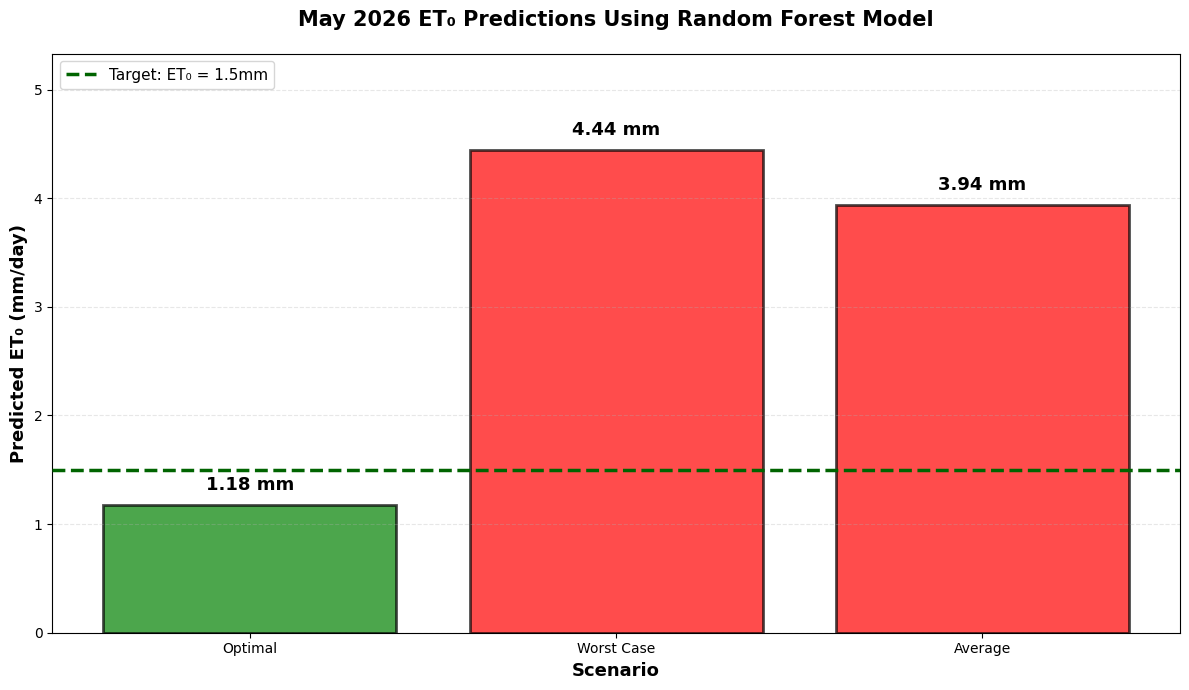 May 2026 ET₀ Predictions Using Random Forest Model
Target: ET₀ = 1.5mm
Predicted ET₀ (mm/day)
5
4
3
2
1
0
4.44 mm
3.94 mm
1.18 mm
Optimal
Worst Case
Average
Scenario